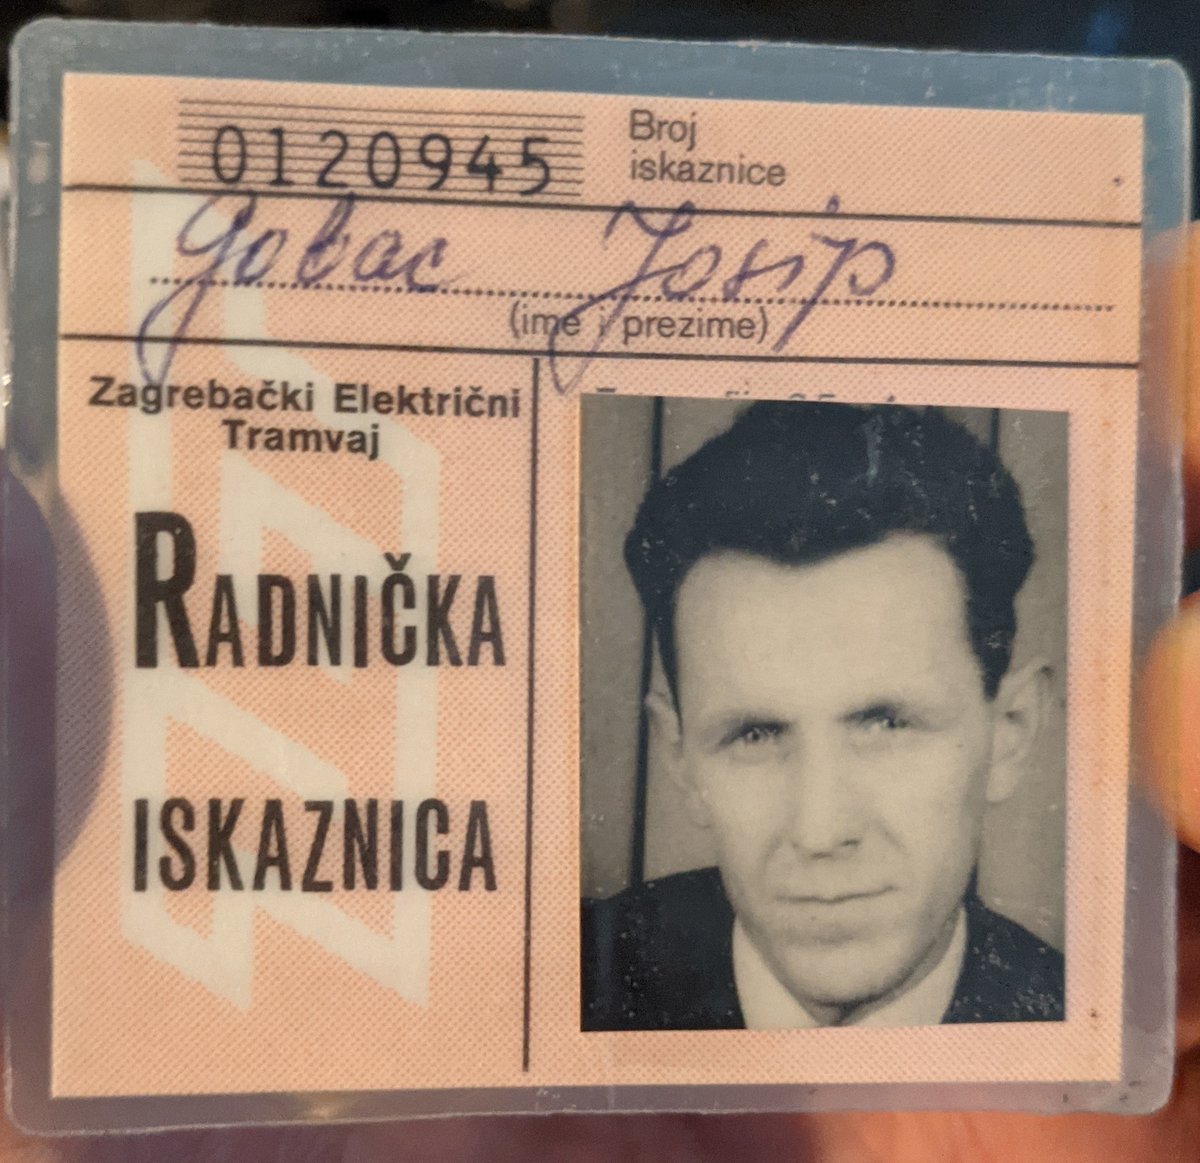 0120945
Broj
iskaznice
Gobac Josip
(ime i prezime)
Zagrebački Električni
Tramvaj
RADNIČKA
ISKAZNICA